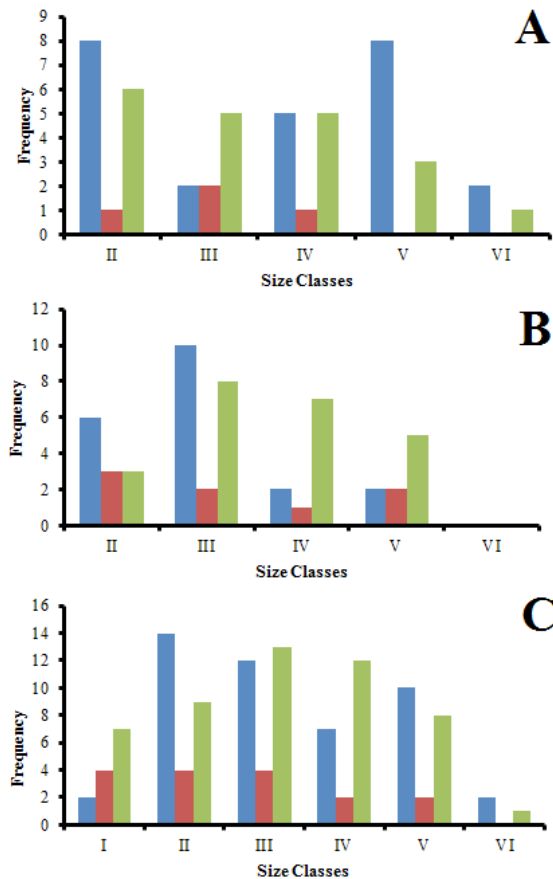 A
9
8
7
6
5
4
3
2
1
0
Frequency
II III IV V VI
Size Classes
B
12
10
8
6
4
2
0
Frequency
II III IV V VI
Size Classes
C
16
14
12
10
8
6
4
2
0
Frequency
I II III IV V VI
Size Classes